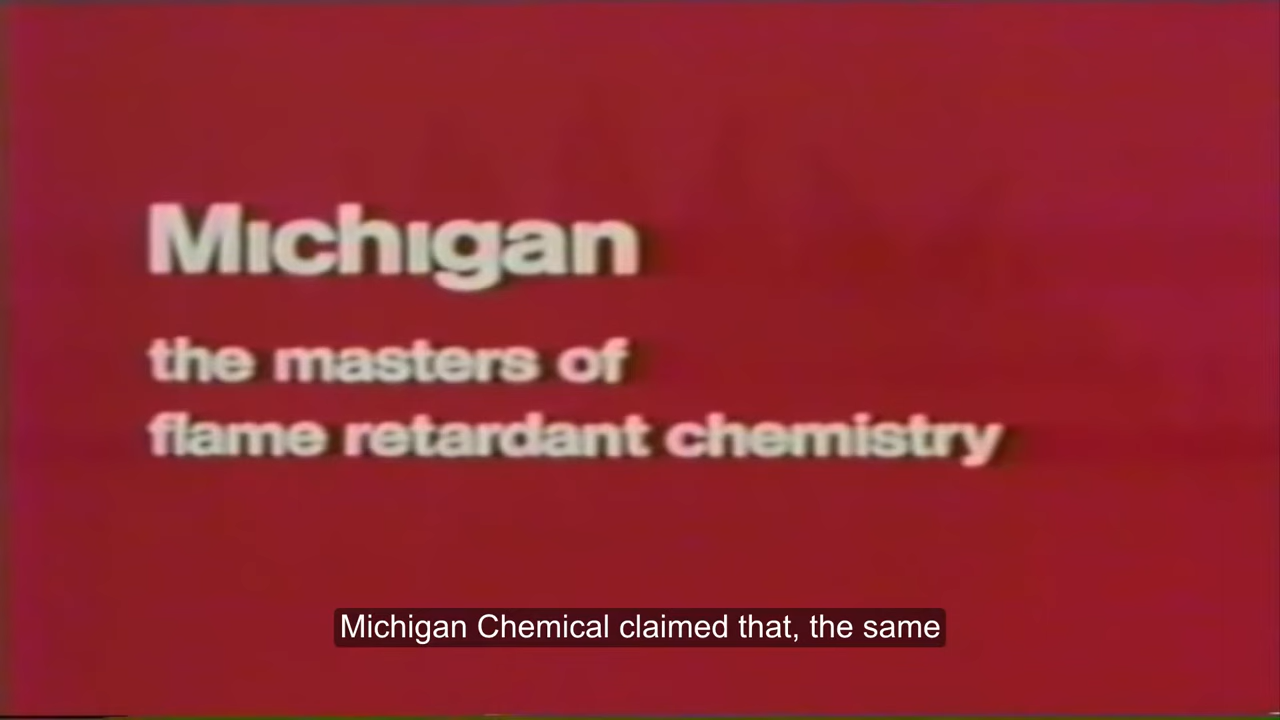 Michigan
the masters of
flame retardant chemistry
Michigan Chemical claimed that, the same